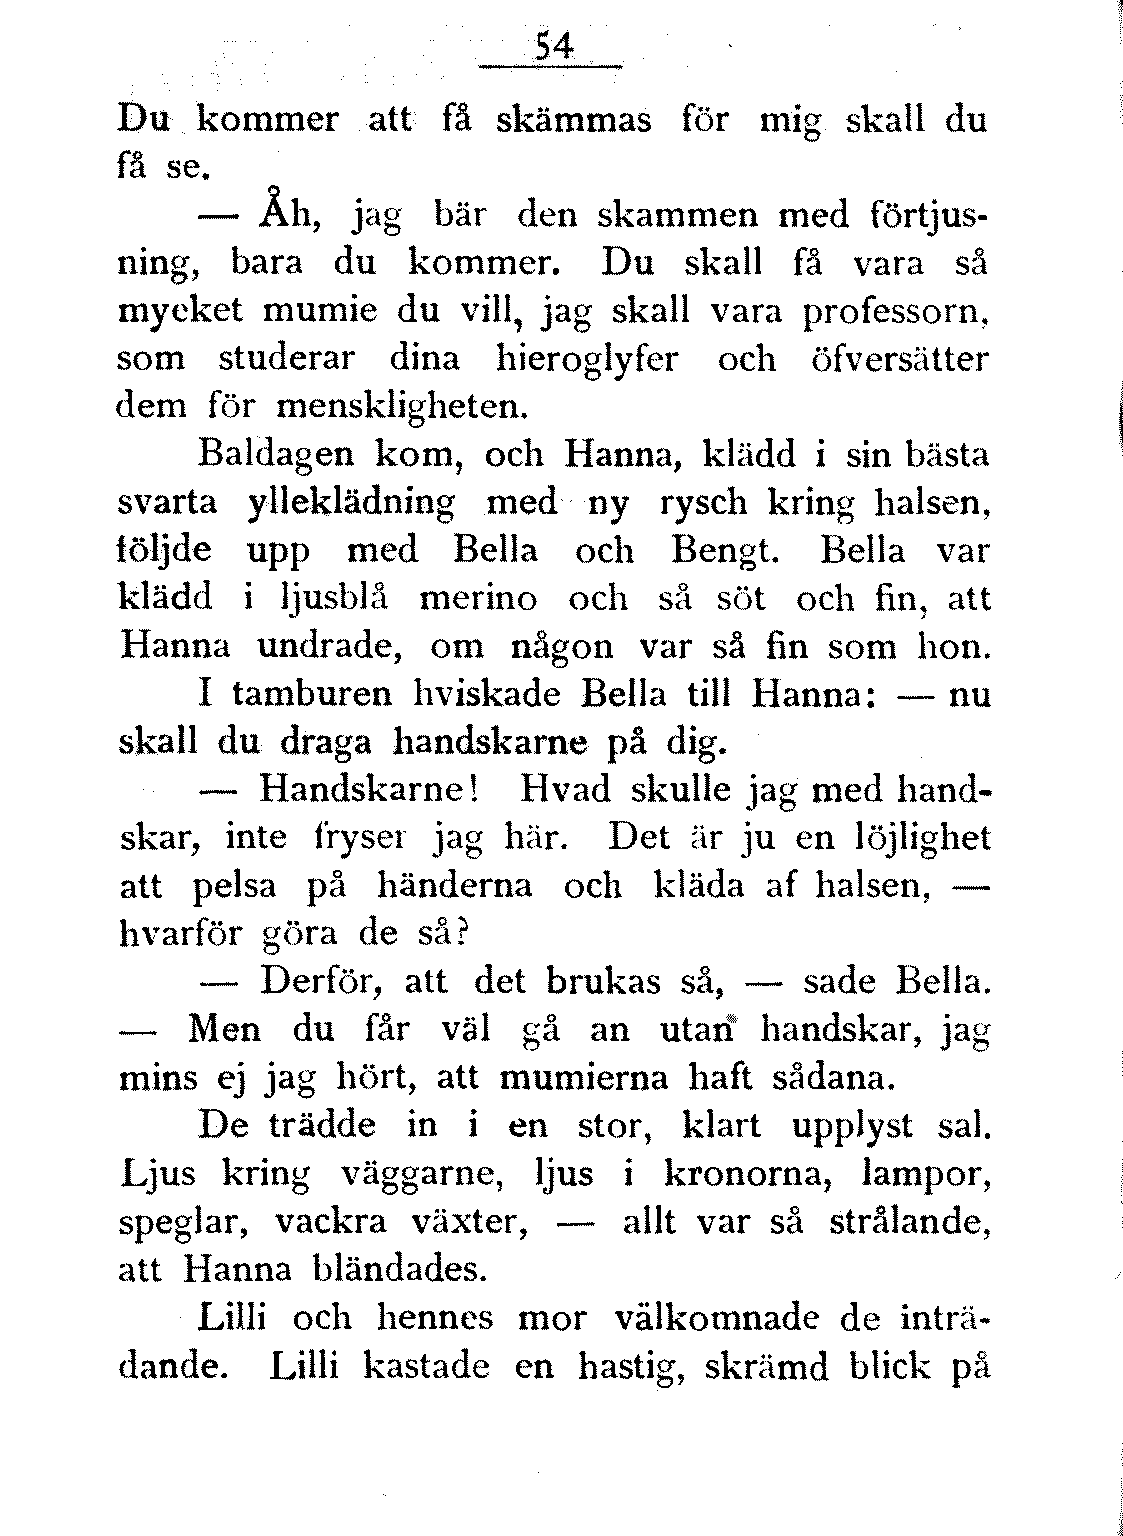 54
Du kommer att få skämmas för mig skall du
få se.
— Åh, jag bär den skammen med förtjus-
ning, bara du kommer. Du skall få vara så
mycket mumie du vill, jag skall vara professorn,
som studerar dina hieroglyfer och öfversätter
dem för menskligheten.
Baldagen kom, och Hanna, klädd i sin bästa
svarta ylleklädning med ny rysch kring halsen,
följde upp med Bella och Bengt. Bella var
klädd i ljusblå merino och så söt och fin, att
Hanna undrade, om någon var så fin som hon.
I tamburen hviskade Bella till Hanna: — nu
skall du draga handskarne på dig.
— Handskarne! Hvad skulle jag med hand-
skar, inte fryser jag här. Det är ju en löjlighet
att pelsa på händerna och kläda af halsen, —
hvarför göra de så?
— Derför, att det brukas så, — sade Bella.
— Men du får väl gå an utan handskar, jag
mins ej jag hört, att mumierna haft sådana.
De trädde in i en stor, klart upplyst sal.
Ljus kring väggarne, ljus i kronorna, lampor,
speglar, vackra växter, — allt var så strålande,
att Hanna bländades.
Lilli och hennes mor välkomnade de inträ-
dande. Lilli kastade en hastig, skrämd blick på